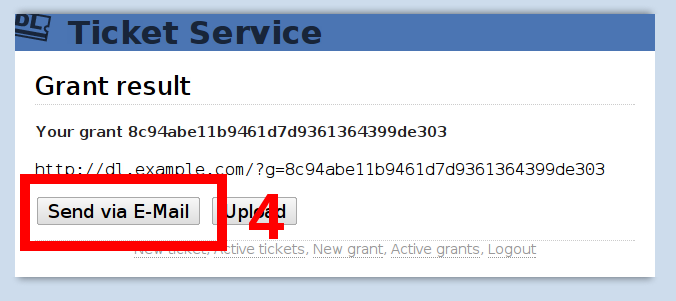 DL Ticket Service
Grant result
Your grant 8c94abe11b9461d7d9361364399de303
http://dl.example.com/?g=8c94abe11b9461d7d9361364399de303
Send via E-Mail Upload 4
New ticket, Active tickets, New grant, Active grants, Logout